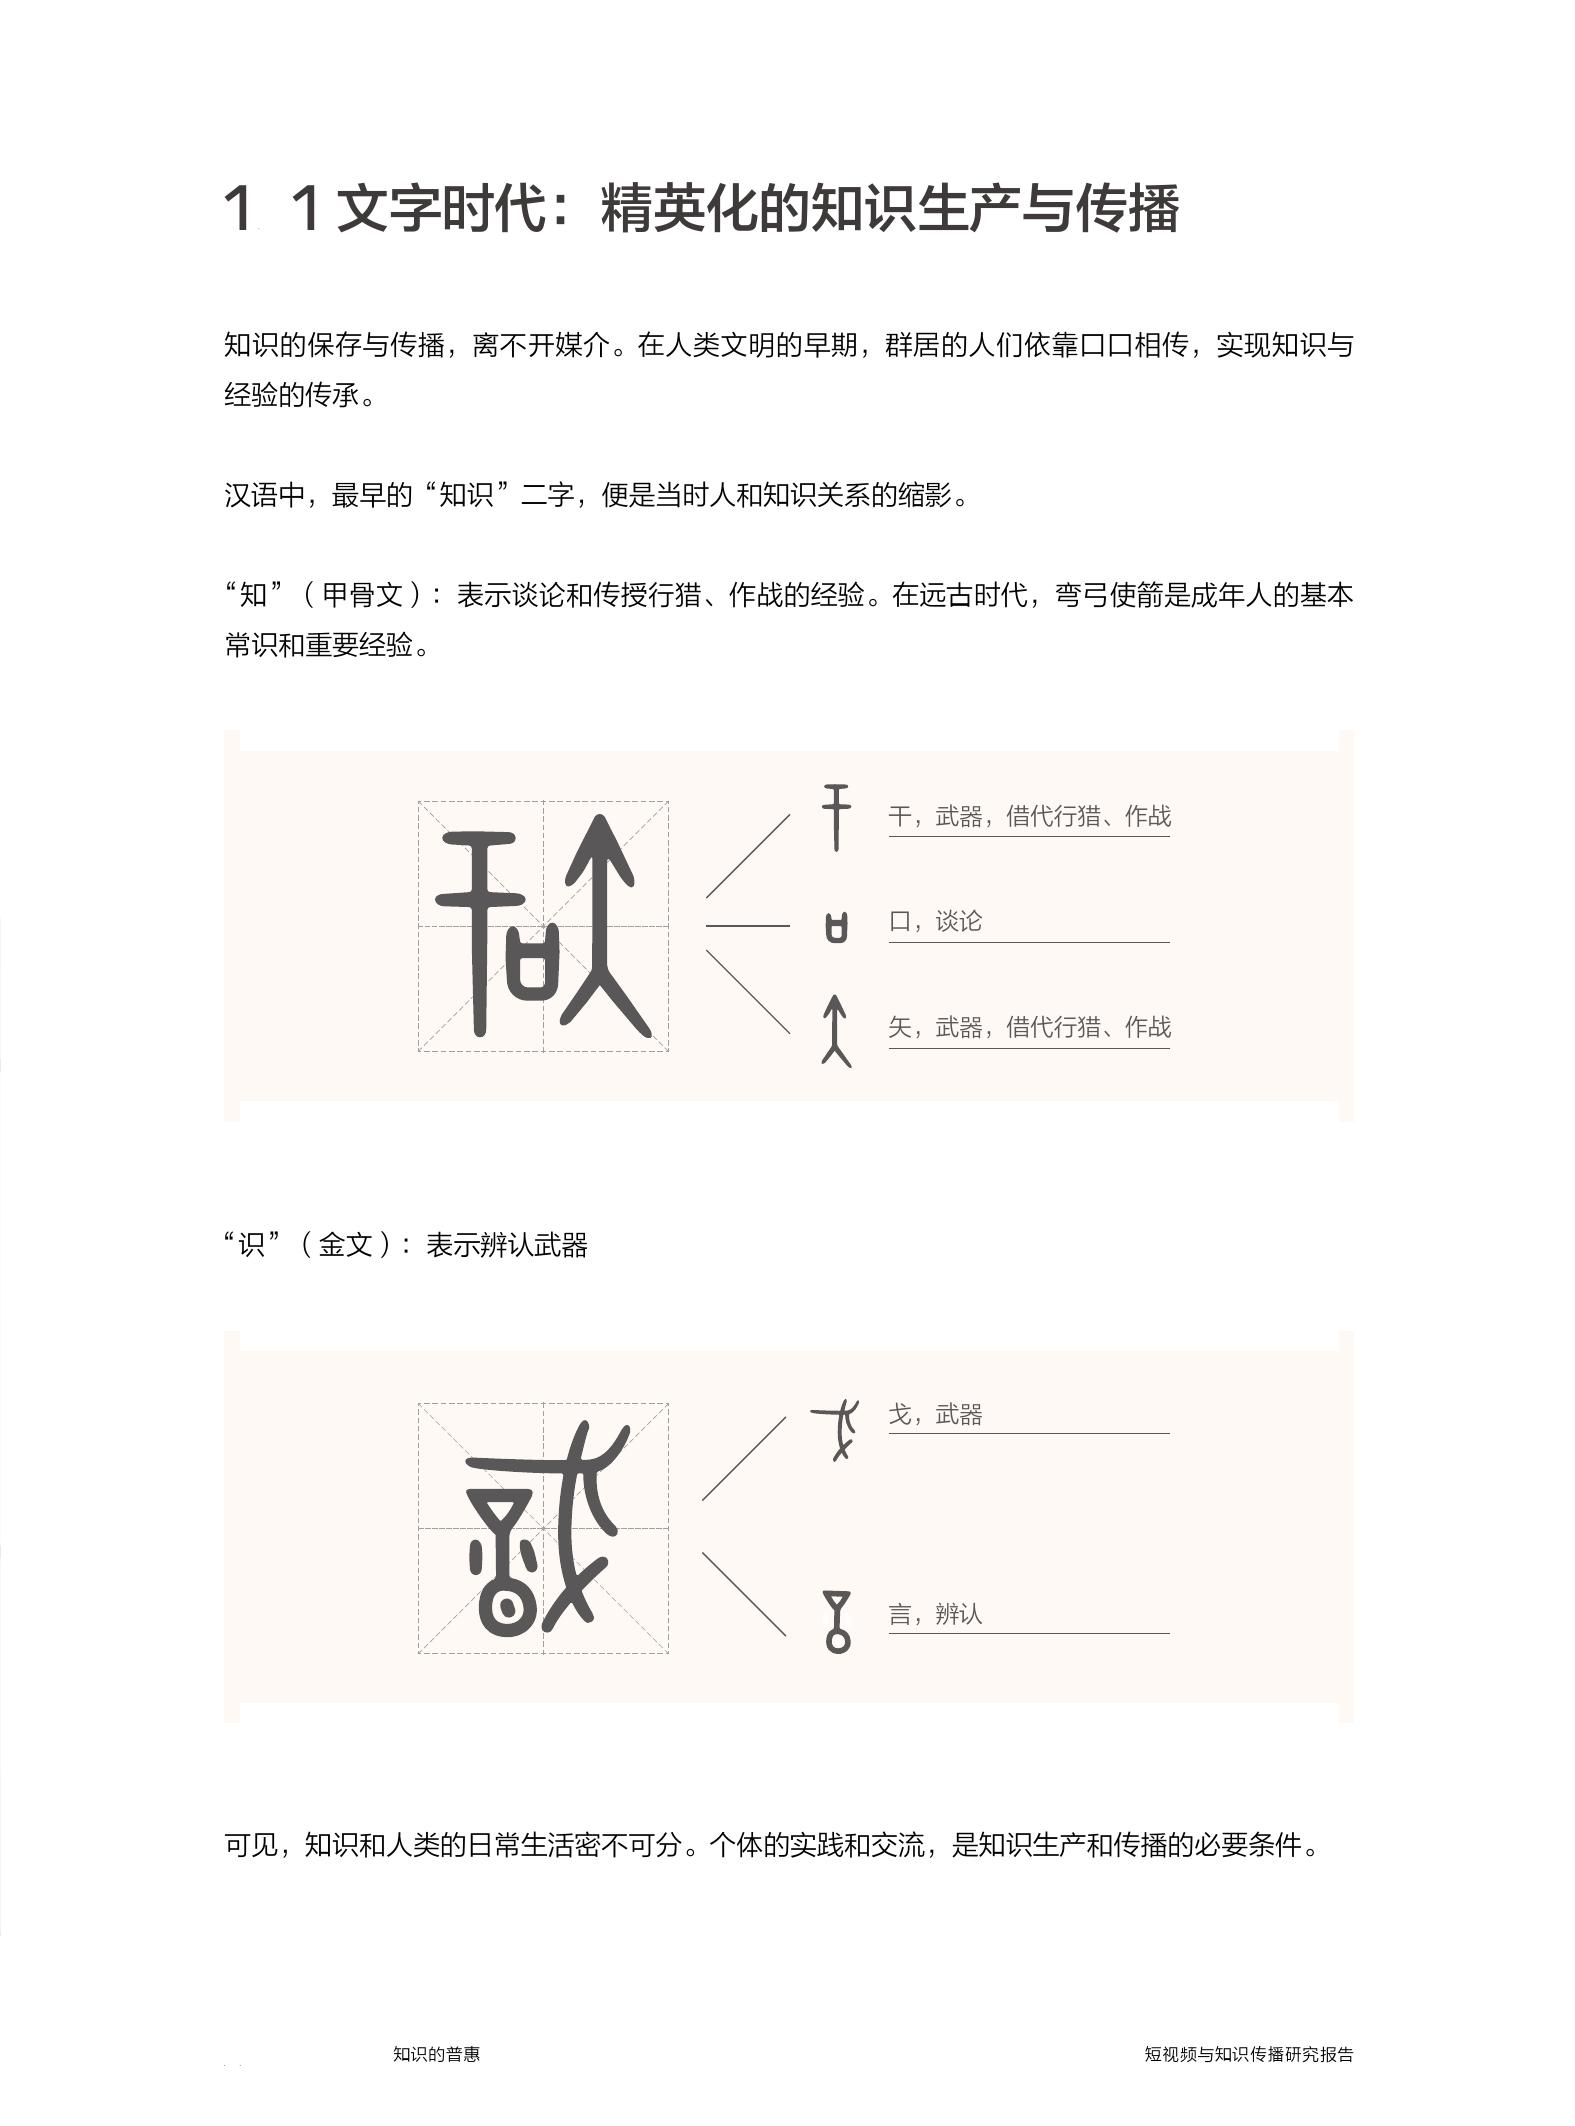 1 1文字时代：精英化的知识生产与传播
知识的保存与传播，离不开媒介。在人类文明的早期，群居的人们依靠口口相传，实现知识与
经验的传承。
汉语中，最早的“知识”二字，便是当时人和知识关系的缩影。
“知”（甲骨文）：表示谈论和传授行猎、作战的经验。在远古时代，弯弓使箭是成年人的基本
常识和重要经验。
干，武器，借代行猎、作战
口，谈论
矢，武器，借代行猎、作战
“识”（金文）：表示辨认武器
戈，武器
言，辨认
可见，知识和人类的日常生活密不可分。个体的实践和交流，是知识生产和传播的必要条件。
知识的普惠
短视频与知识传播研究报告